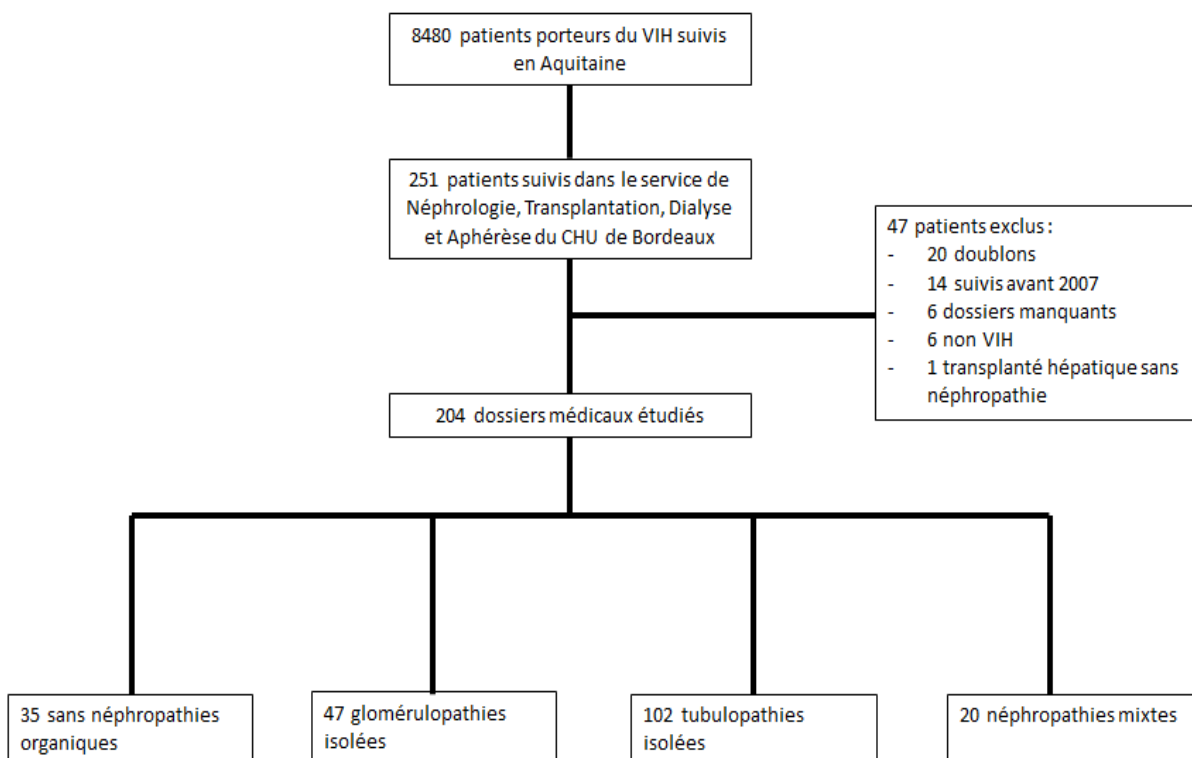 8480 patients porteurs du VIH suivis
en Aquitaine
251 patients suivis dans le service de
Néphrologie, Transplantation, Dialyse
et Aphérèse du CHU de Bordeaux
47 patients exclus :
- 20 doublons
- 14 suivis avant 2007
- 6 dossiers manquants
- 6 non VIH
- 1 transplanté hépatique sans
néphropathie
204 dossiers médicaux étudiés
35 sans néphropathies
organiques
47 glomérulopathies
isolées
102 tubulopathies
isolées
20 néphropathies mixtes